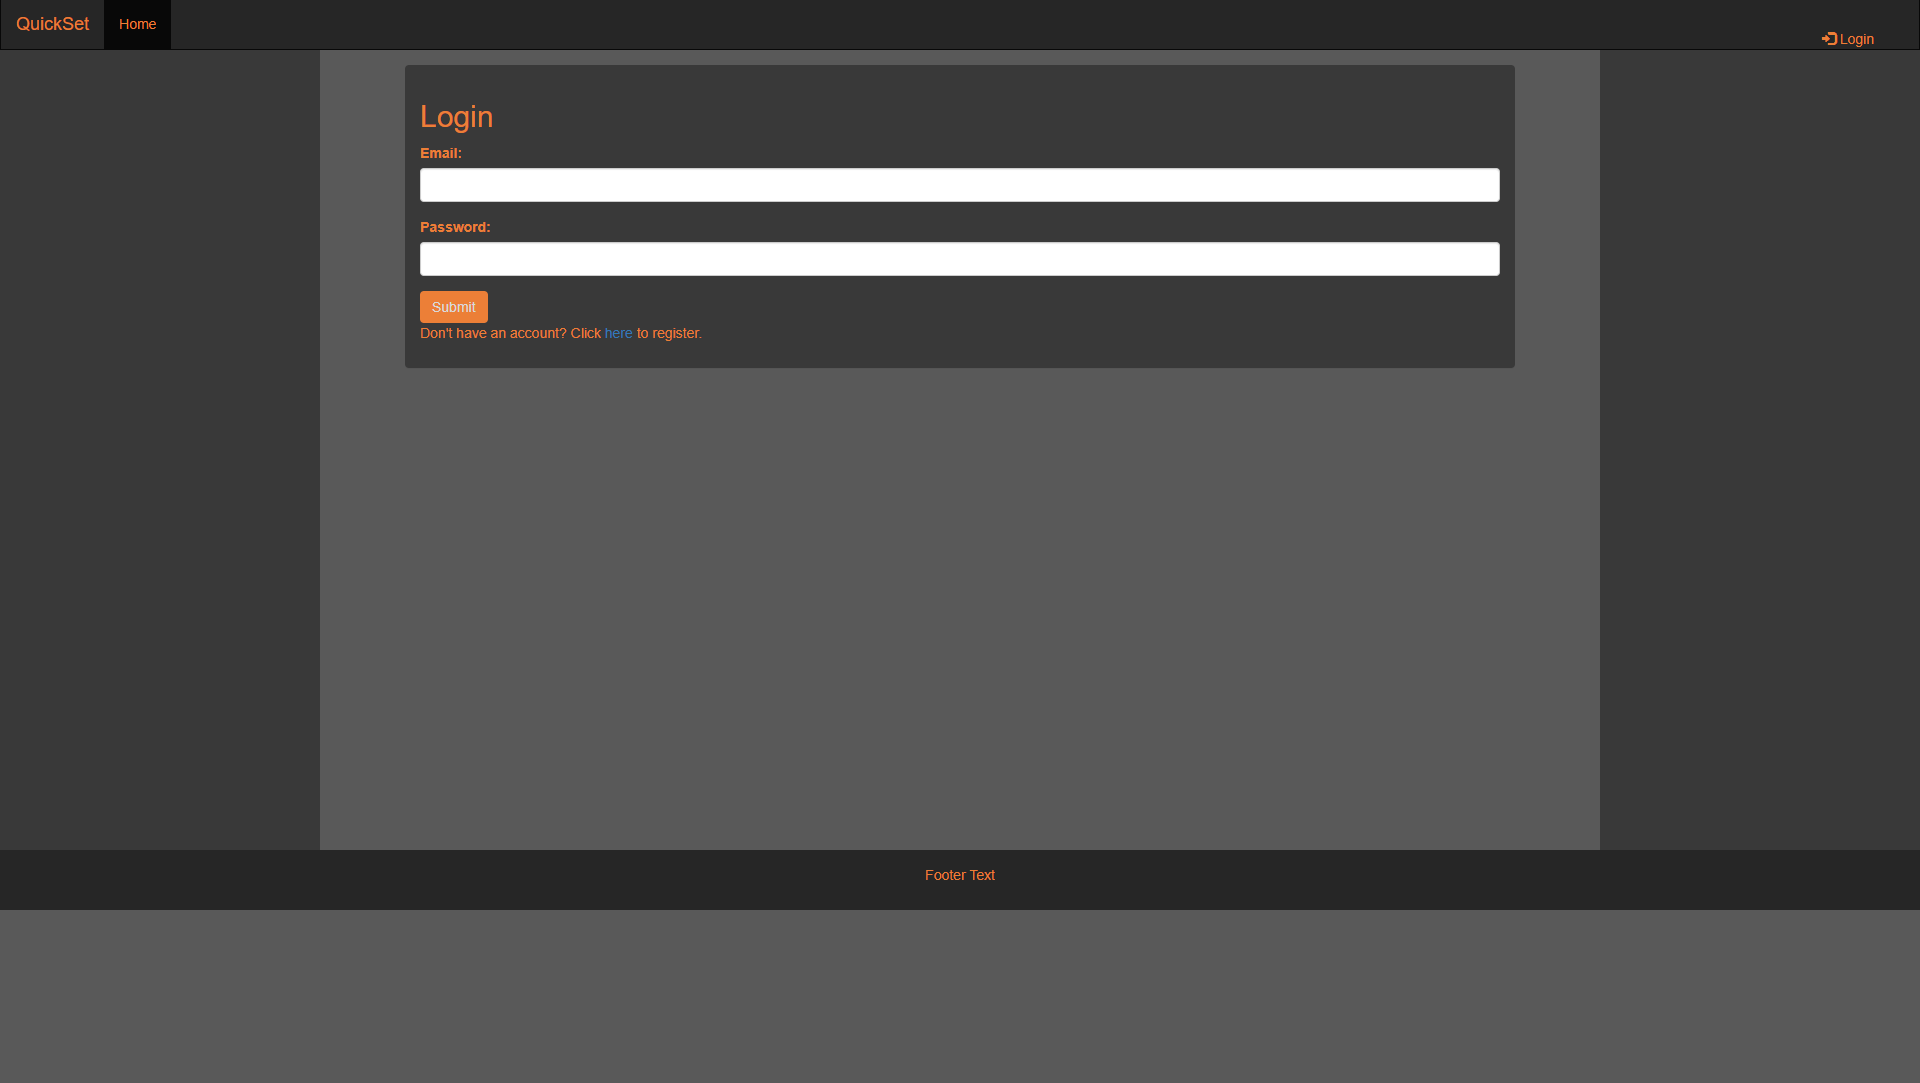 QuickSet Home
Login
Login
Email:
Password:
Submit
Don't have an account? Click here to register.
Footer Text